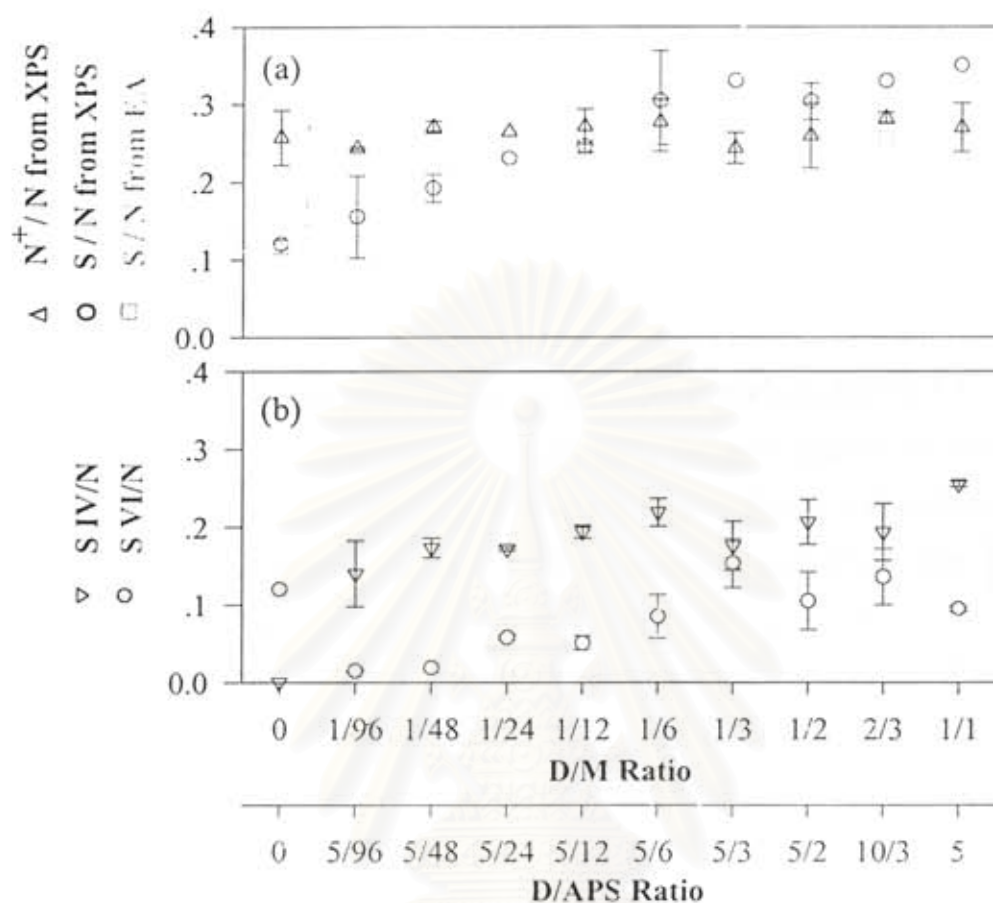 △ N⁺/N from XPS
○ S/N from XPS
□ S/N from EA
(a)
.4
.3
.2
.1
0.0
▽ S IV/N
○ S VI/N
(b)
.4
.3
.2
.1
0.0
0 1/96 1/48 1/24 1/12 1/6 1/3 1/2 2/3 1/1
D/M Ratio
0 5/96 5/48 5/24 5/12 5/6 5/3 5/2 10/3 5
D/APS Ratio